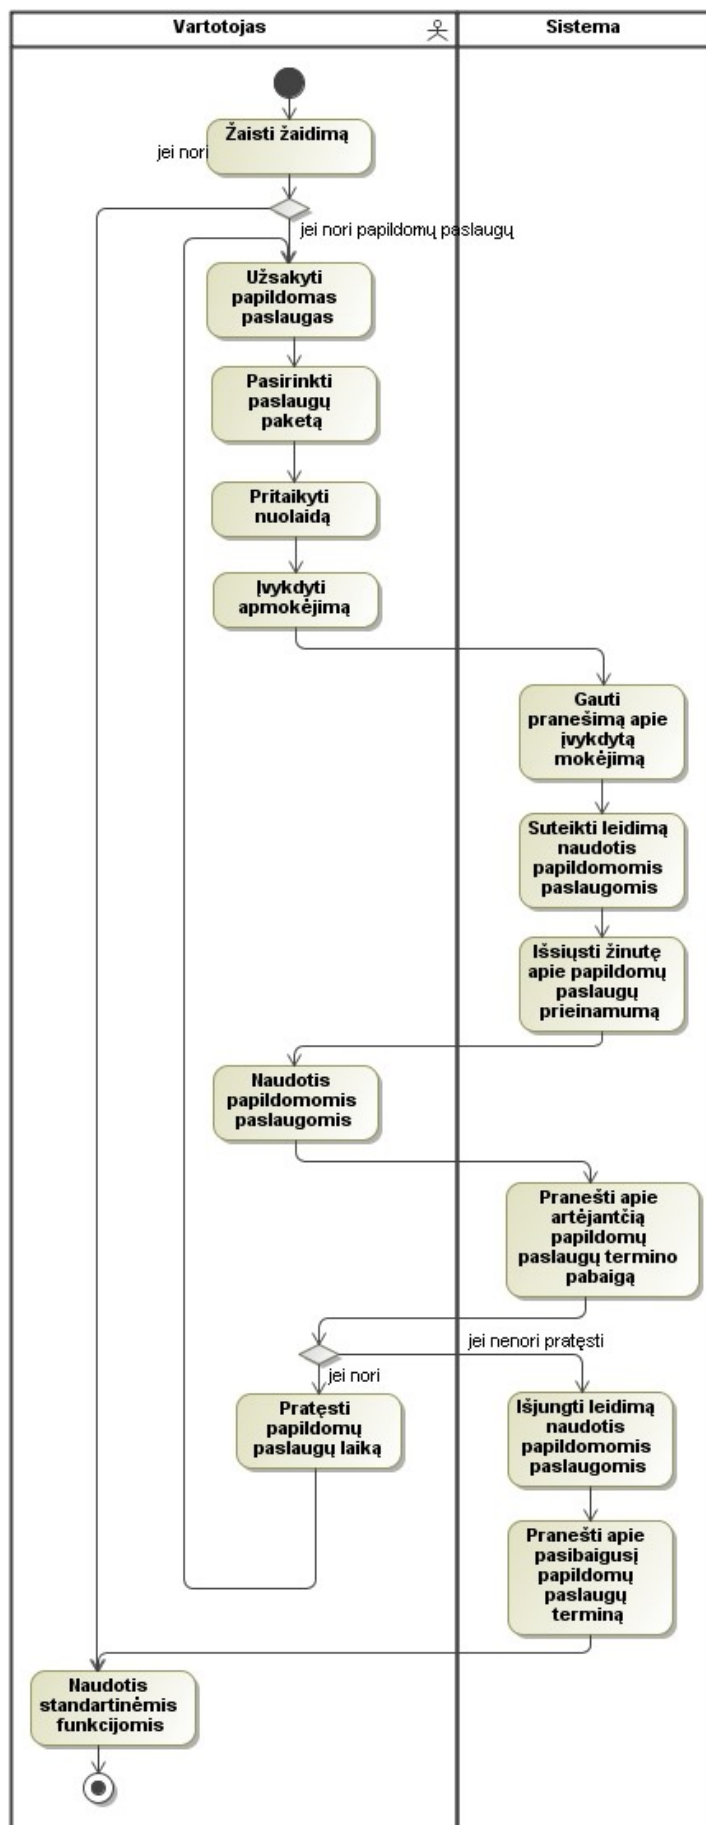 Vartotojas
Sistema
Žaisti žaidimą
jei nori
jei nori papildomų paslaugų
Užsakyti
papildomas
paslaugas
Pasirinkti
paslaugų
paketą
Pritaikyti
nuolaidą
Įvykdyti
apmokėjimą
Gauti
pranešimą apie
įvykdytą
mokėjimą
Suteikti leidimą
naudotis
papildomomis
paslaugomis
Išsiųsti žinutę
apie papildomų
paslaugų
prieinamumą
Naudotis
papildomomis
paslaugomis
Pranešti apie
artėjantčią
papildomų
paslaugų termino
pabaigą
jei nenori pratęsti
jei nori
Pratęsti
papildomų
paslaugų laiką
Išjungti leidimą
naudotis
papildomomis
paslaugomis
Pranešti apie
pasibaigusį
papildomų
paslaugų
terminą
Naudotis
standartinėmis
funkcijomis